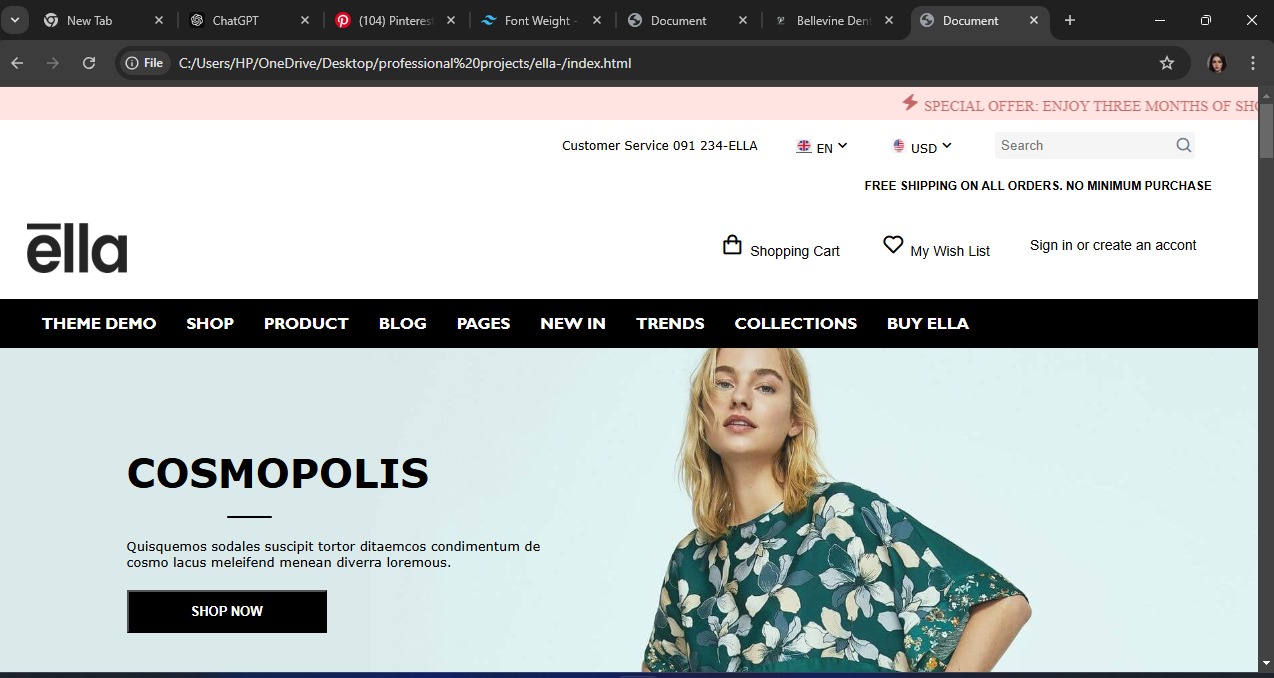 New Tab
ChatGPT
(104) Pinterest
Font Weight -
Document
Bellevine Dent
Document
File
C:/Users/HP/OneDrive/Desktop/professional%20projects/ella-/index.html
SPECIAL OFFER: ENJOY THREE MONTHS OF SHO
Customer Service 091 234-ELLA
EN
USD
Search
FREE SHIPPING ON ALL ORDERS. NO MINIMUM PURCHASE
ella
Shopping Cart
My Wish List
Sign in or create an accont
THEME DEMO SHOP PRODUCT BLOG PAGES NEW IN TRENDS COLLECTIONS BUY ELLA
COSMOPOLIS
Quisquemos sodales suscipit tortor ditaemcos condimentum de
cosmo lacus meleifend menean diverra loremous.
SHOP NOW